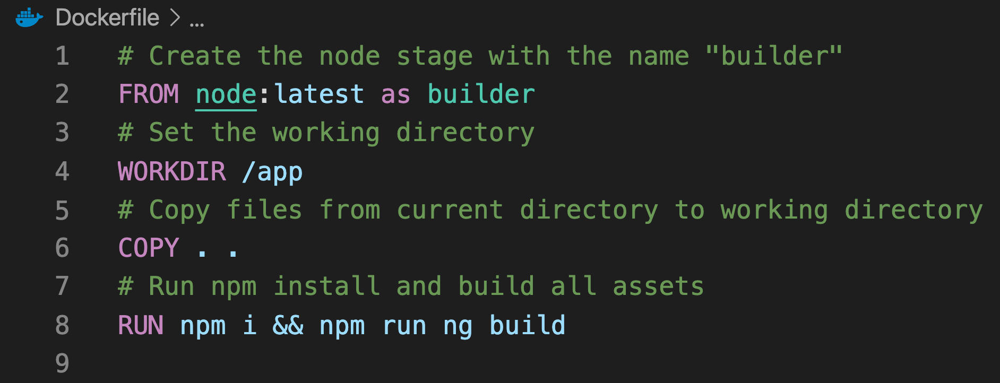 Dockerfile > ...
1 # Create the node stage with the name "builder"
2 FROM node:latest as builder
3 # Set the working directory
4 WORKDIR /app
5 # Copy files from current directory to working directory
6 COPY . .
7 # Run npm install and build all assets
8 RUN npm i && npm run ng build
9